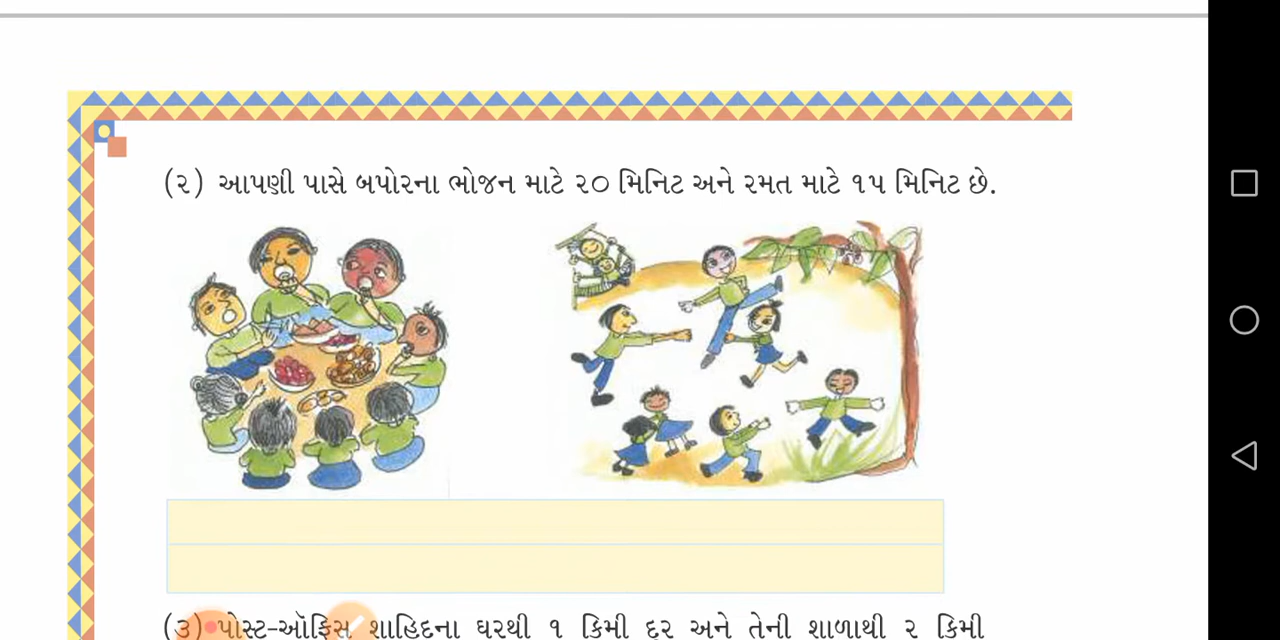 (૨) આપણી પાસે બપોરના ભોજન માટે ૨૦ મિનિટ અને રમત માટે ૧૫ મિનિટ છે.
(૩) પોસ્ટ-ઑફિસ શાહિદના ઘરથી ૧ કિમી દૂર અને તેની શાળાથી ૨ કિમી